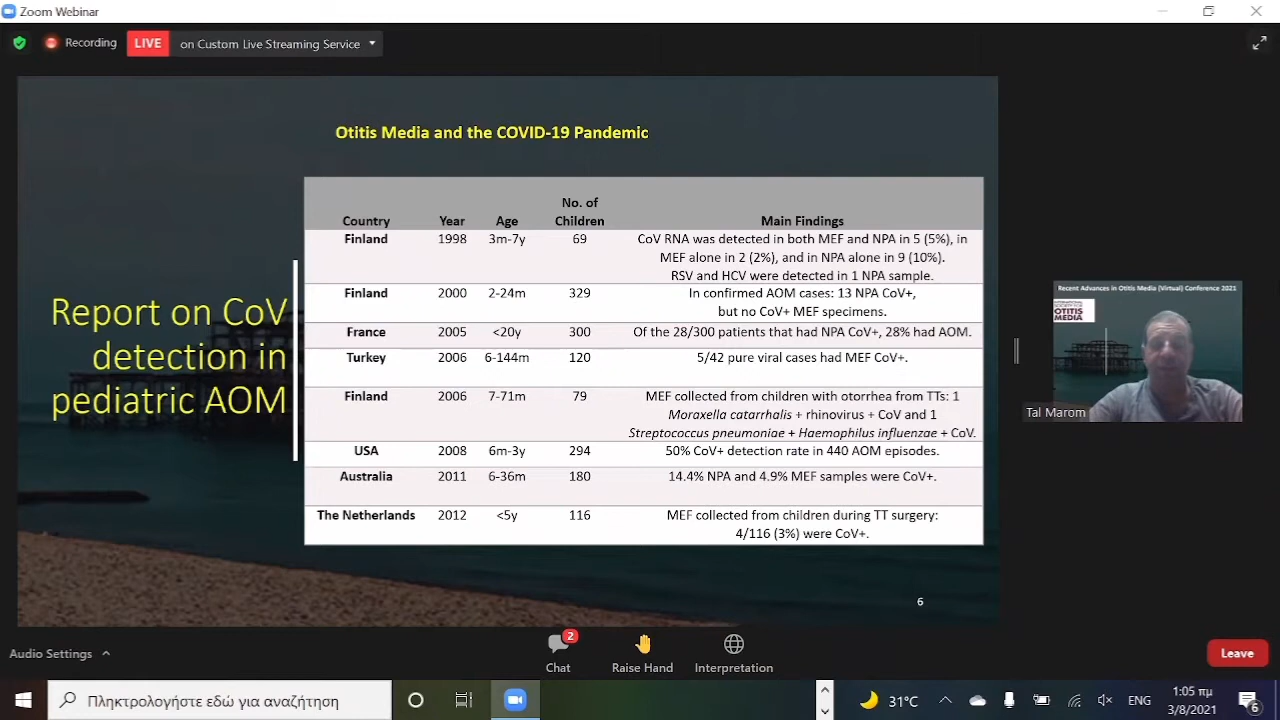 Zoom Webinar
Recording
LIVE
on Custom Live Streaming Service
Otitis Media and the COVID-19 Pandemic
Report on CoV
detection in
pediatric AOM
No. of
Country Year Age Children Main Findings
Finland 1998 3m-7y 69 CoV RNA was detected in both MEF and NPA in 5 (5%), in
MEF alone in 2 (2%), and in NPA alone in 9 (10%).
RSV and HCV were detected in 1 NPA sample.
Finland 2000 2-24m 329 In confirmed AOM cases: 13 NPA CoV+,
but no CoV+ MEF specimens.
France 2005 <20y 300 Of the 28/300 patients that had NPA CoV+, 28% had AOM.
Turkey 2006 6-144m 120 5/42 pure viral cases had MEF CoV+.
Finland 2006 7-71m 79 MEF collected from children with otorrhea from TTs: 1
Moraxella catarrhalis + rhinovirus + CoV and 1
Streptococcus pneumoniae + Haemophilus influenzae + CoV.
USA 2008 6m-3y 294 50% CoV+ detection rate in 440 AOM episodes.
Australia 2011 6-36m 180 14.4% NPA and 4.9% MEF samples were CoV+.
The Netherlands 2012 <5y 116 MEF collected from children during TT surgery:
4/116 (3%) were CoV+.
6
Recent Advances in Otitis Media (Virtual) Conference 2021
INTERNATIONAL
SOCIETY FOR
OTITIS
MEDIA
Tal Marom
Audio Settings
2
Chat
Raise Hand
Interpretation
Leave
Πληκτρολογήστε εδώ για αναζήτηση
31°C
ENG
1:05 πμ
3/8/2021
6